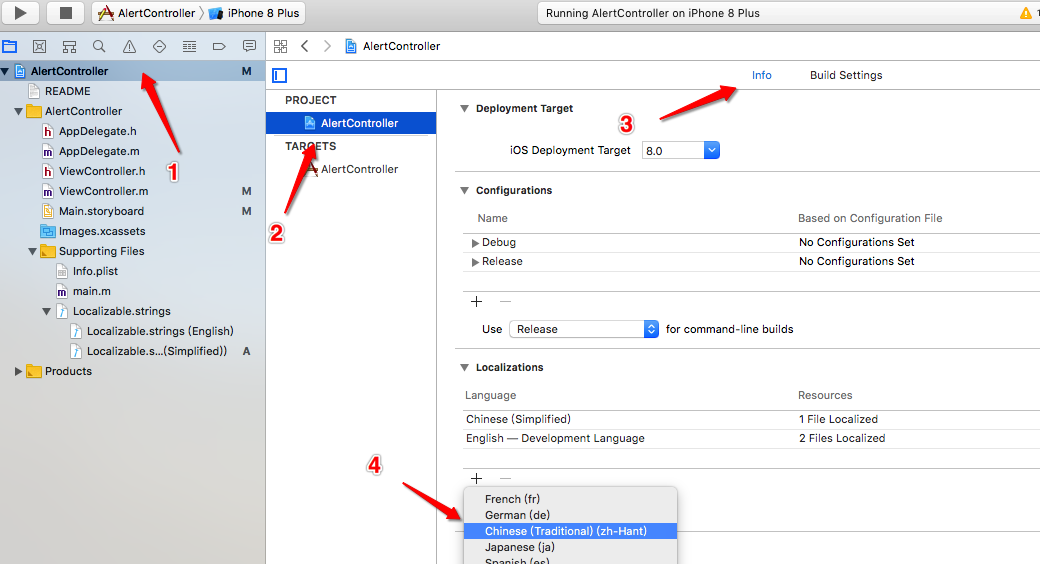 AlertController
iPhone 8 Plus
Running AlertController on iPhone 8 Plus
AlertController
AlertController M
README
AlertController
AppDelegate.h
AppDelegate.m
ViewController.h
ViewController.m M
Main.storyboard M
Images.xcassets
Supporting Files
Info.plist
main.m
Localizable.strings
Localizable.strings (English)
Localizable.s...(Simplified)) A
Products
1
PROJECT
AlertController
TARGETS
AlertController
2
Info
Build Settings
3
Deployment Target
iOS Deployment Target 8.0
Configurations
Name Based on Configuration File
Debug No Configurations Set
Release No Configurations Set
Use Release for command-line builds
Localizations
Language Resources
Chinese (Simplified) 1 File Localized
English — Development Language 2 Files Localized
4
French (fr)
German (de)
Chinese (Traditional) (zh-Hant)
Japanese (ja)
Spanish (es)